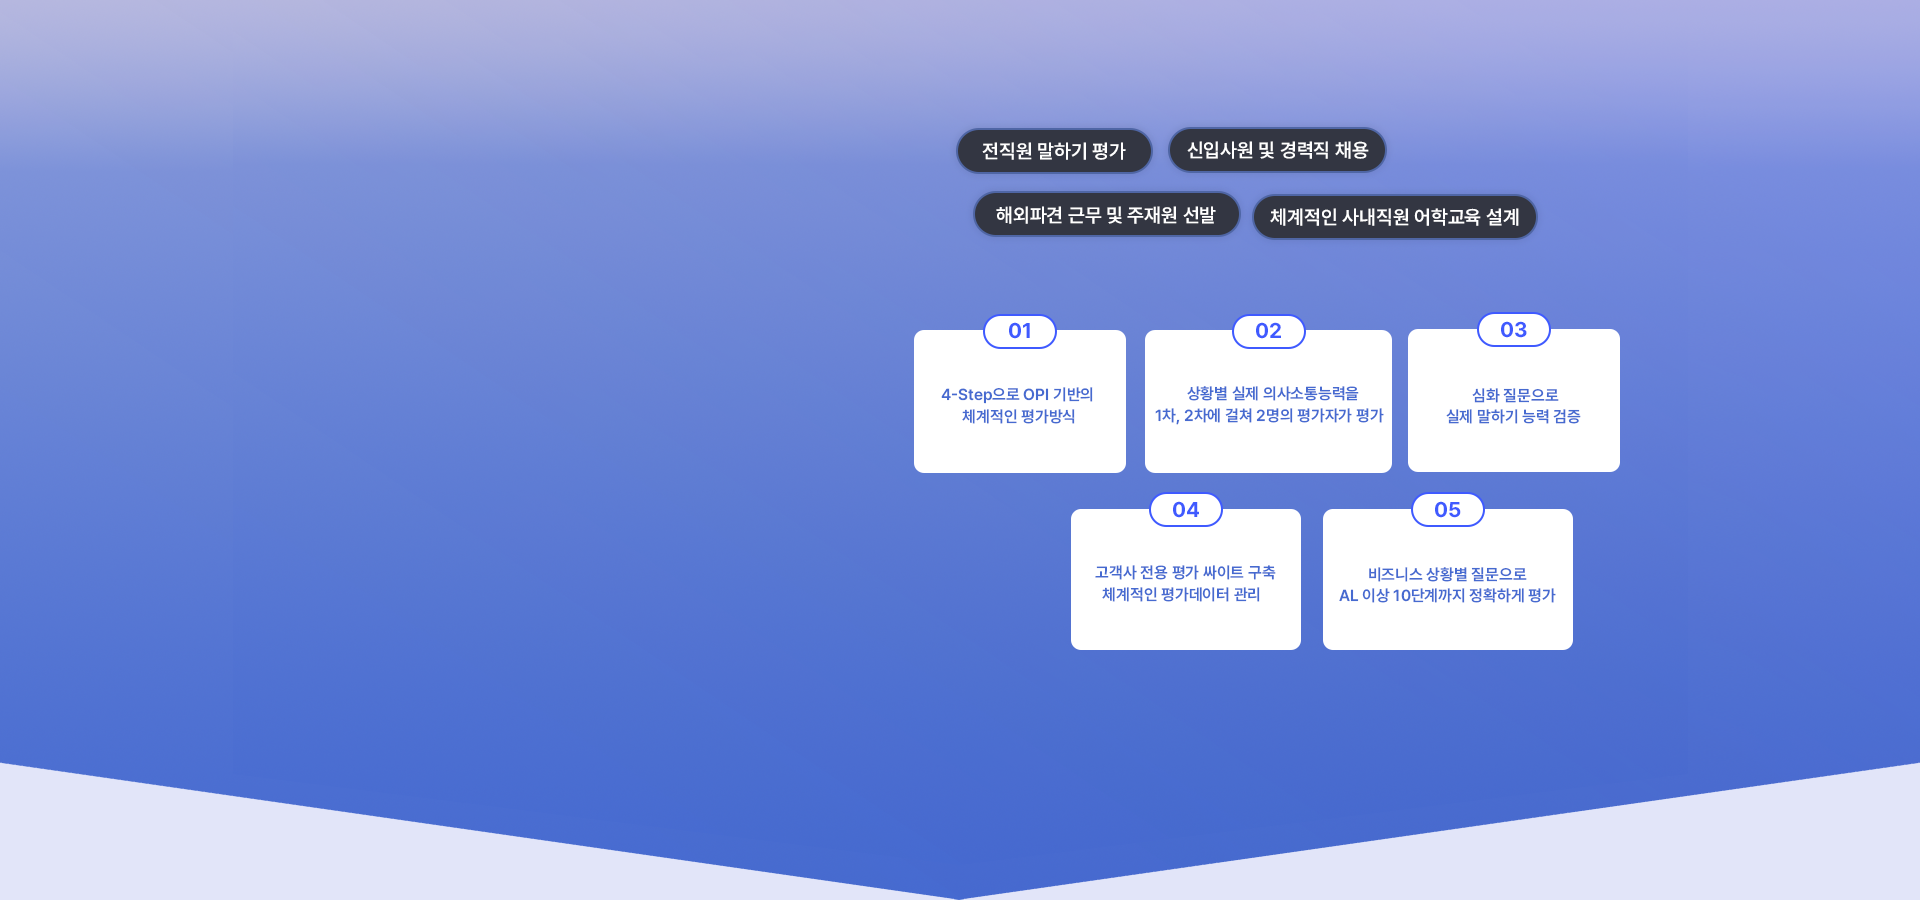 전직원 말하기 평가
신입사원 및 경력직 채용
해외파견 근무 및 주재원 선발
체계적인 사내직원 어학교육 설계
01
4-Step으로 OPI 기반의
체계적인 평가방식
02
상황별 실제 의사소통능력을
1차, 2차에 걸쳐 2명의 평가자가 평가
03
심화 질문으로
실제 말하기 능력 검증
04
고객사 전용 평가 싸이트 구축
체계적인 평가데이터 관리
05
비즈니스 상황별 질문으로
AL 이상 10단계까지 정확하게 평가